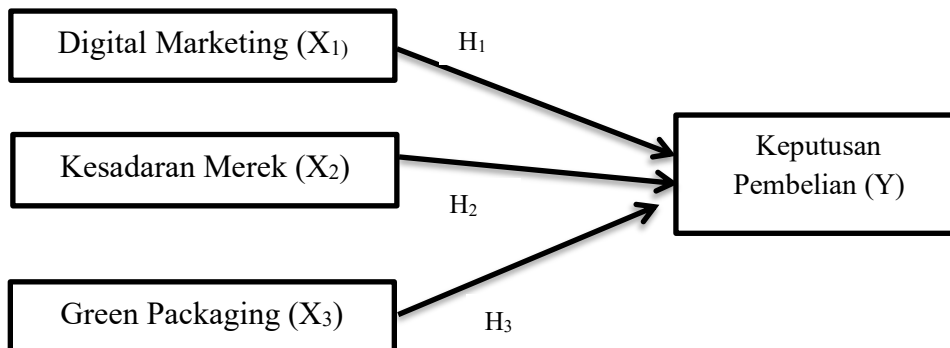 Digital Marketing (X₁)
H₁
Kesadaran Merek (X₂)
H₂
Keputusan
Pembelian (Y)
Green Packaging (X₃)
H₃